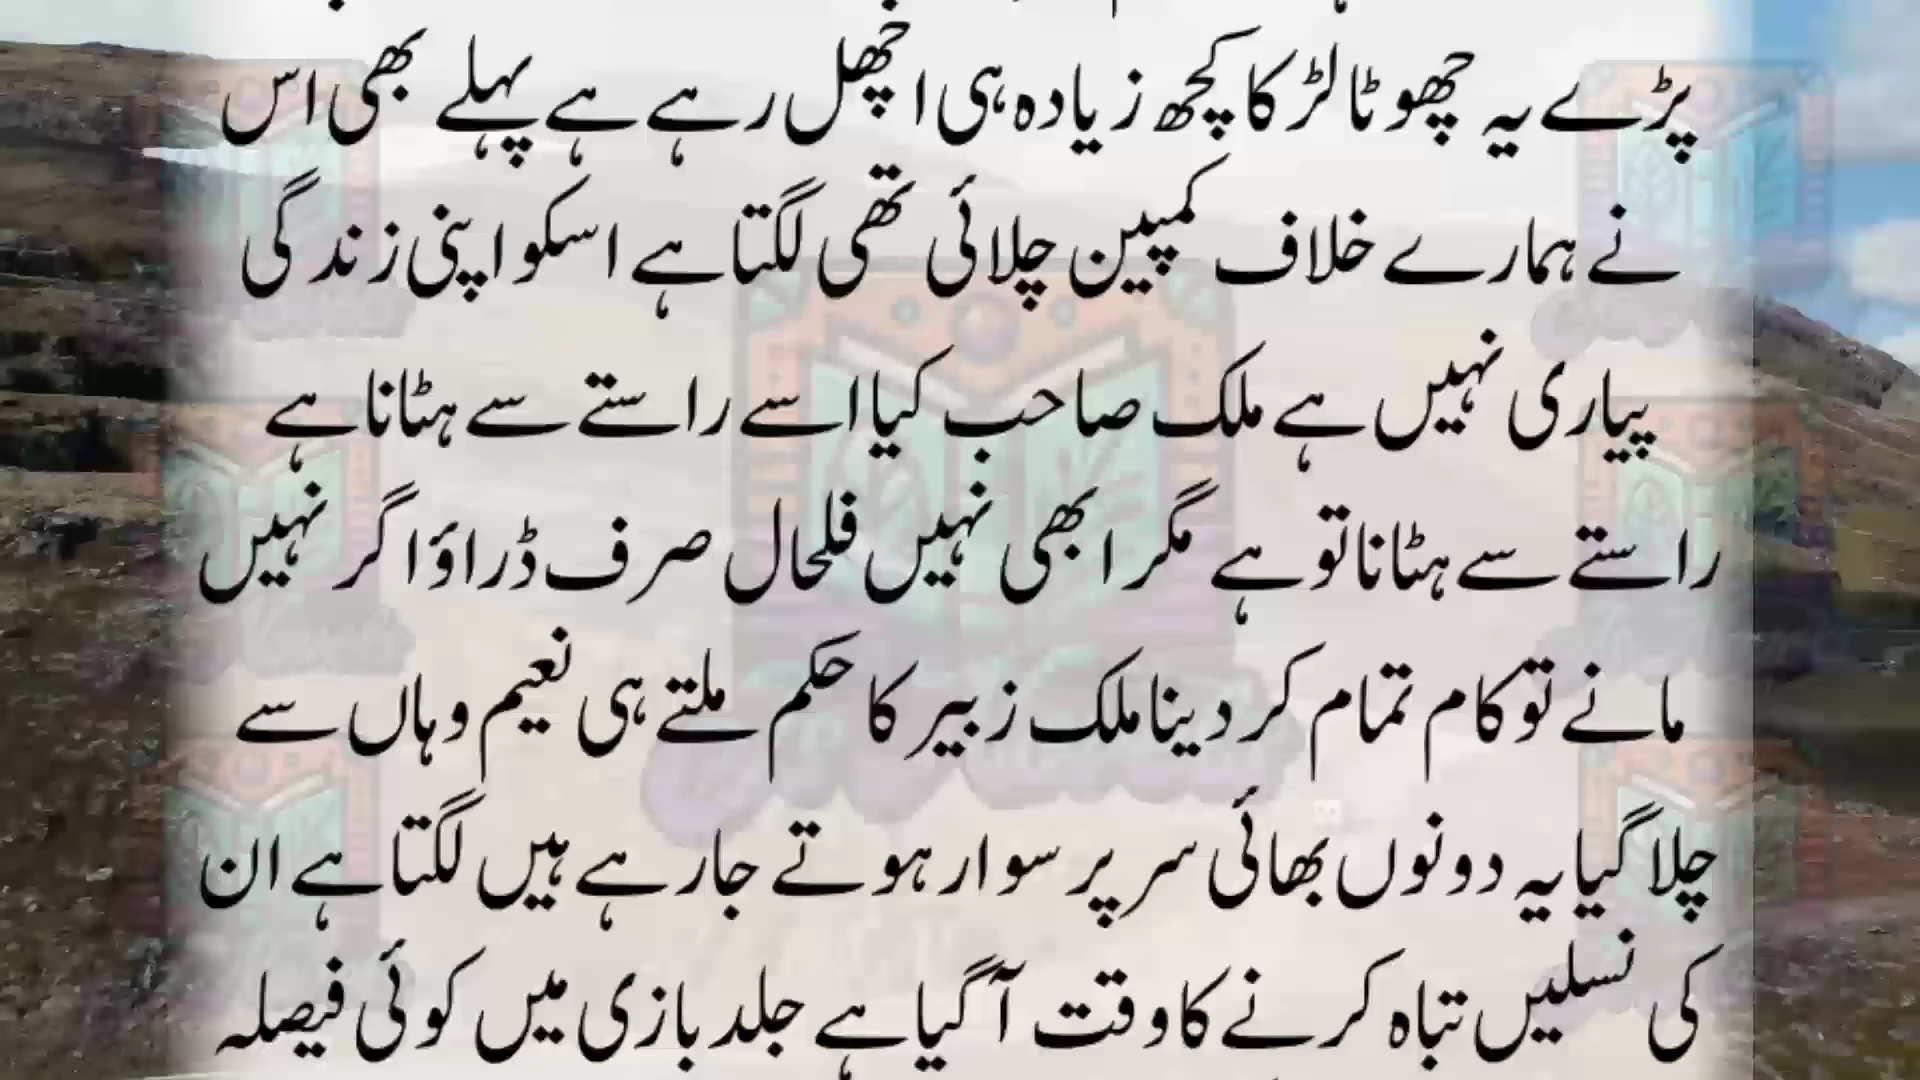 پڑے یہ چھوٹا لڑکا کچھ زیادہ ہی اچھل رہے ہے پہلے بھی اس
نے ہمارے خلاف کمپین چلائی تھی لگتا ہے اسکو اپنی زندگی
پیاری نہیں ہے ملک صاحب کیا اسے راستے سے ہٹانا ہے
راستے سے ہٹانا تو ہے مگر ابھی نہیں فلحال صرف ڈراؤ اگر نہیں
مانے تو کام تمام کر دینا ملک زبیر کا حکم ملتے ہی نعیم وہاں سے
چلا گیا یہ دونوں بھائی سر پر سوار ہوتے جا رہے ہیں لگتا ہے ان
کی نسلیں تباہ کرنے کا وقت آ گیا ہے جلد بازی میں کوئی فیصلہ